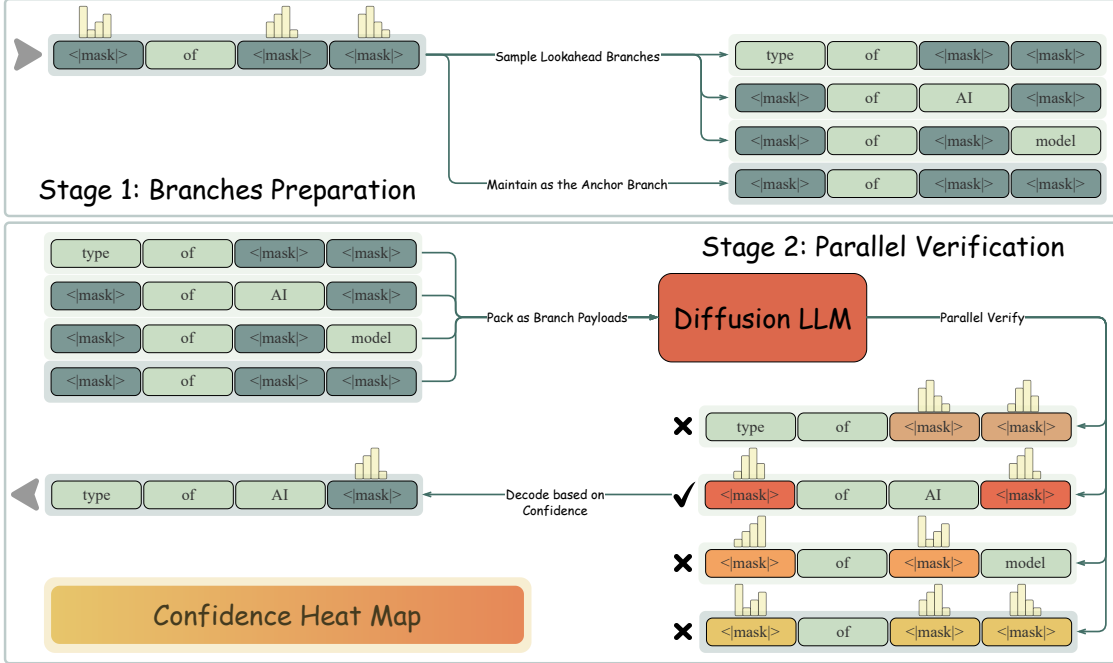 <|mask|> of <|mask|> <|mask|>
Sample Lookahead Branches
type of <|mask|> <|mask|>
<|mask|> of AI <|mask|>
<|mask|> of <|mask|> model
Stage 1: Branches Preparation
Maintain as the Anchor Branch
<|mask|> of <|mask|> <|mask|>
Stage 2: Parallel Verification
type of <|mask|> <|mask|>
<|mask|> of AI <|mask|>
<|mask|> of <|mask|> model
<|mask|> of <|mask|> <|mask|>
Pack as Branch Payloads
Diffusion LLM
Parallel Verify
type of <|mask|> <|mask|>
<|mask|> of AI <|mask|>
<|mask|> of <|mask|> model
<|mask|> of <|mask|> <|mask|>
Decode based on
Confidence
type of AI <|mask|>
Confidence Heat Map